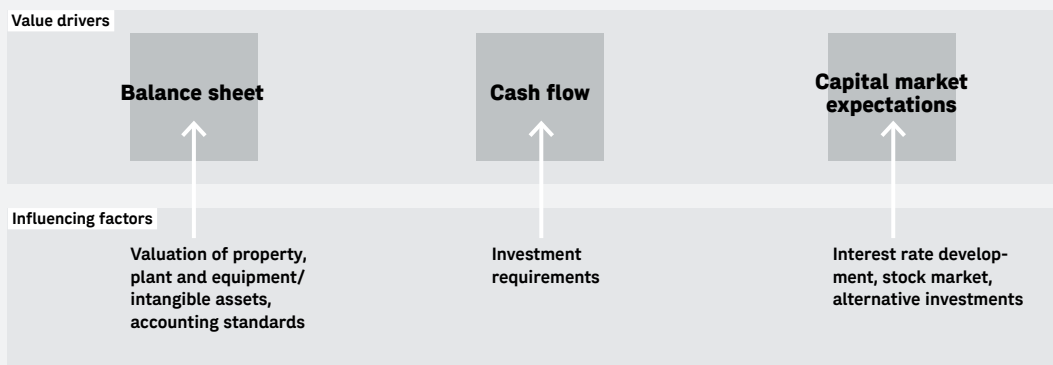 Value drivers
Balance sheet
Cash flow
Capital market
expectations
Influencing factors
Valuation of property,
plant and equipment/
intangible assets,
accounting standards
Investment
requirements
Interest rate develop-
ment, stock market,
alternative investments